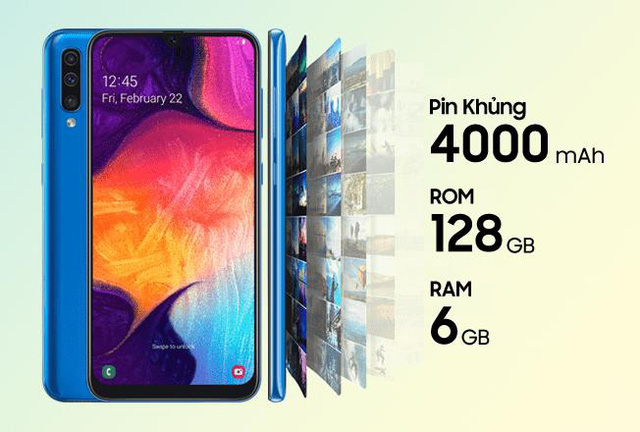 12:45
Fri, February 22
Swipe to unlock
Pin Khủng
4000 mAh
ROM
128 GB
RAM
6 GB